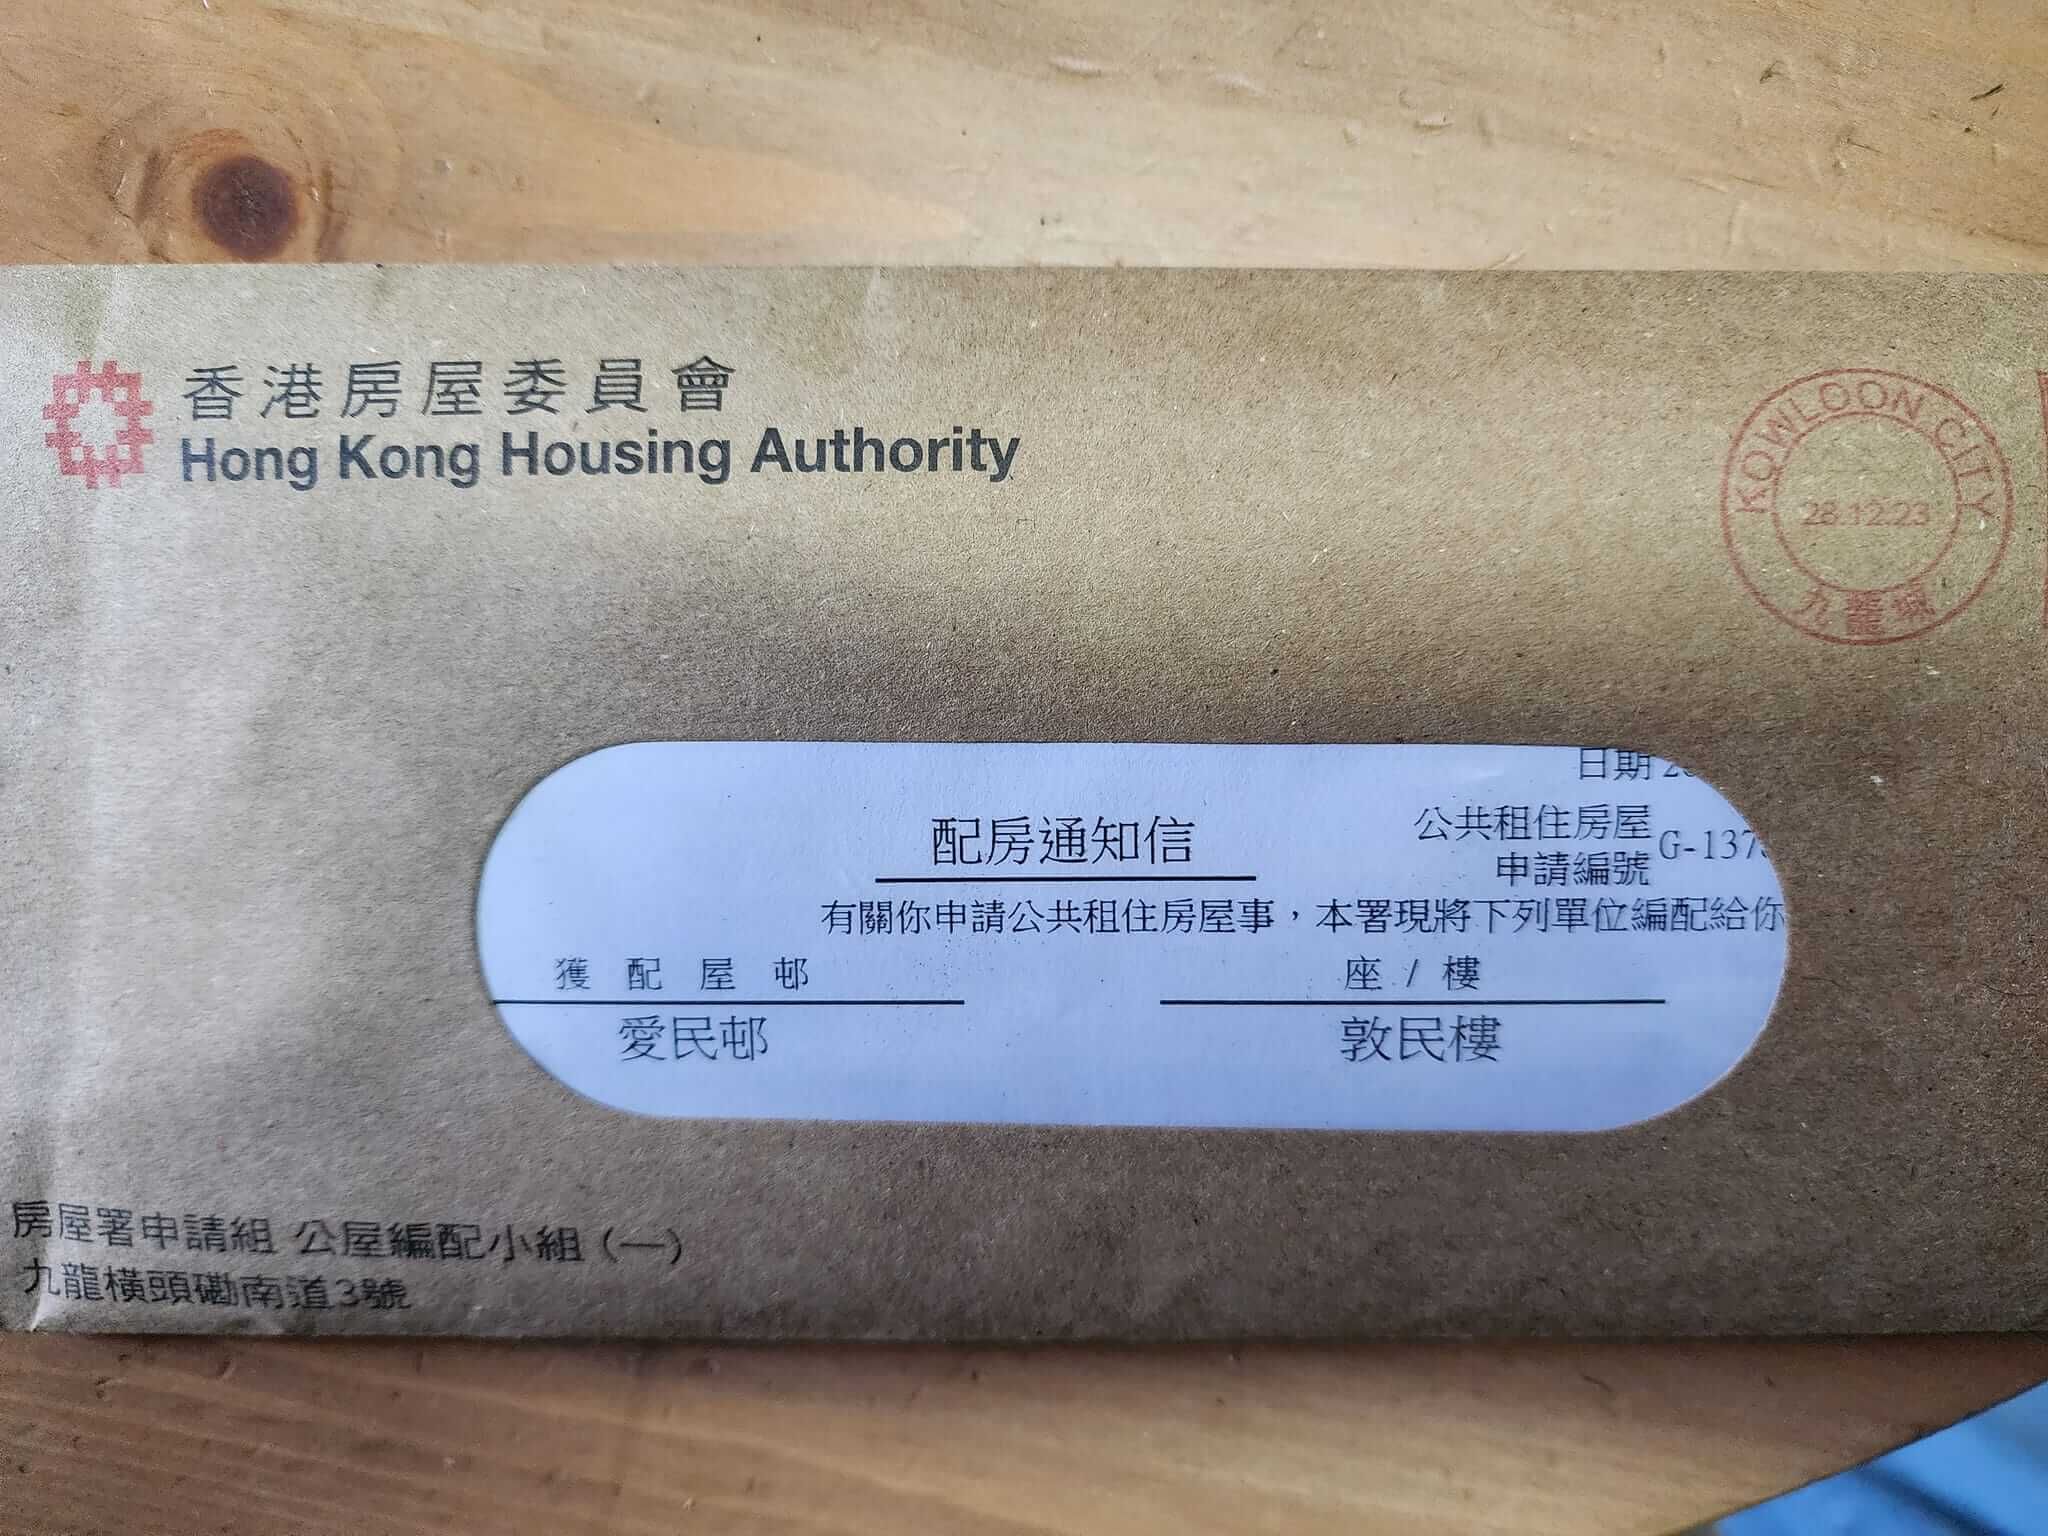 香港房屋委員會
Hong Kong Housing Authority
KOWLOON CITY
28.12.23
九龍城
日期
配房通知信
公共租住房屋
申請編號 G-137
有關你申請公共租住房屋事，本署現將下列單位編配給你
獲配屋邨 座/樓
愛民邨 敦民樓
房屋署申請組 公屋編配小組(一)
九龍橫頭磡南道3號